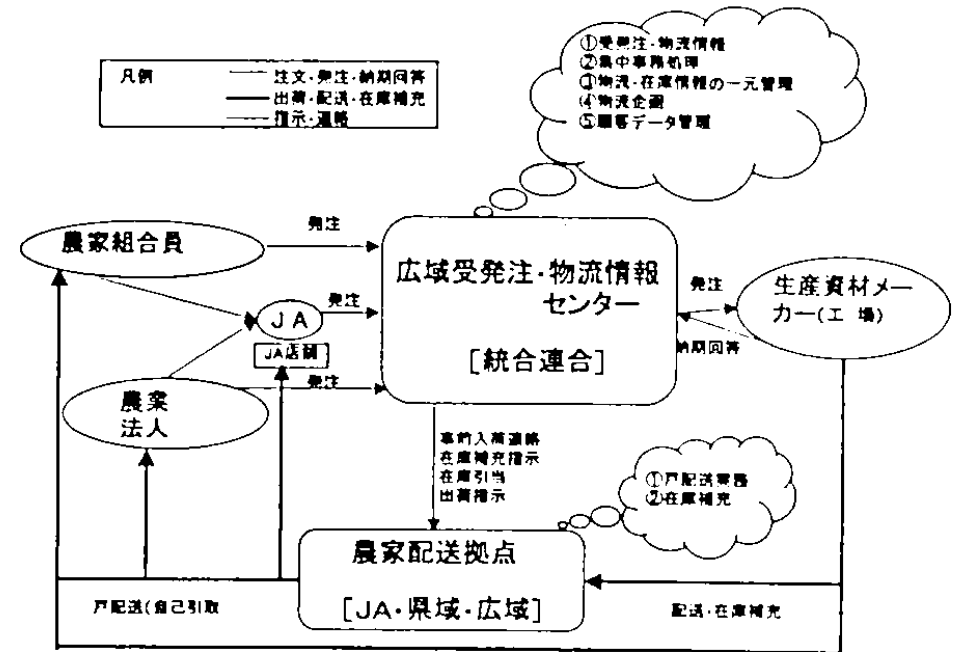 凡例
注文・発注・納期回答
出荷・配送・在庫補充
指示・連絡
①受発注・物流情報
②集中事務処理
③物流・在庫情報の一元管理
④物流企画
⑤顧客データ管理
農家組合員
発注
広域受発注・物流情報
センター
[統合連合]
発注
生産資材メー
カー(工 場)
納期回答
JA
発注
JA店舗
発注
農業
法人
事前入荷連絡
在庫補充指示
在庫引当
出荷指示
①戸配送業務
②在庫補充
農家配送拠点
[JA・県域・広域]
戸配送(自己引取
配送・在庫補充